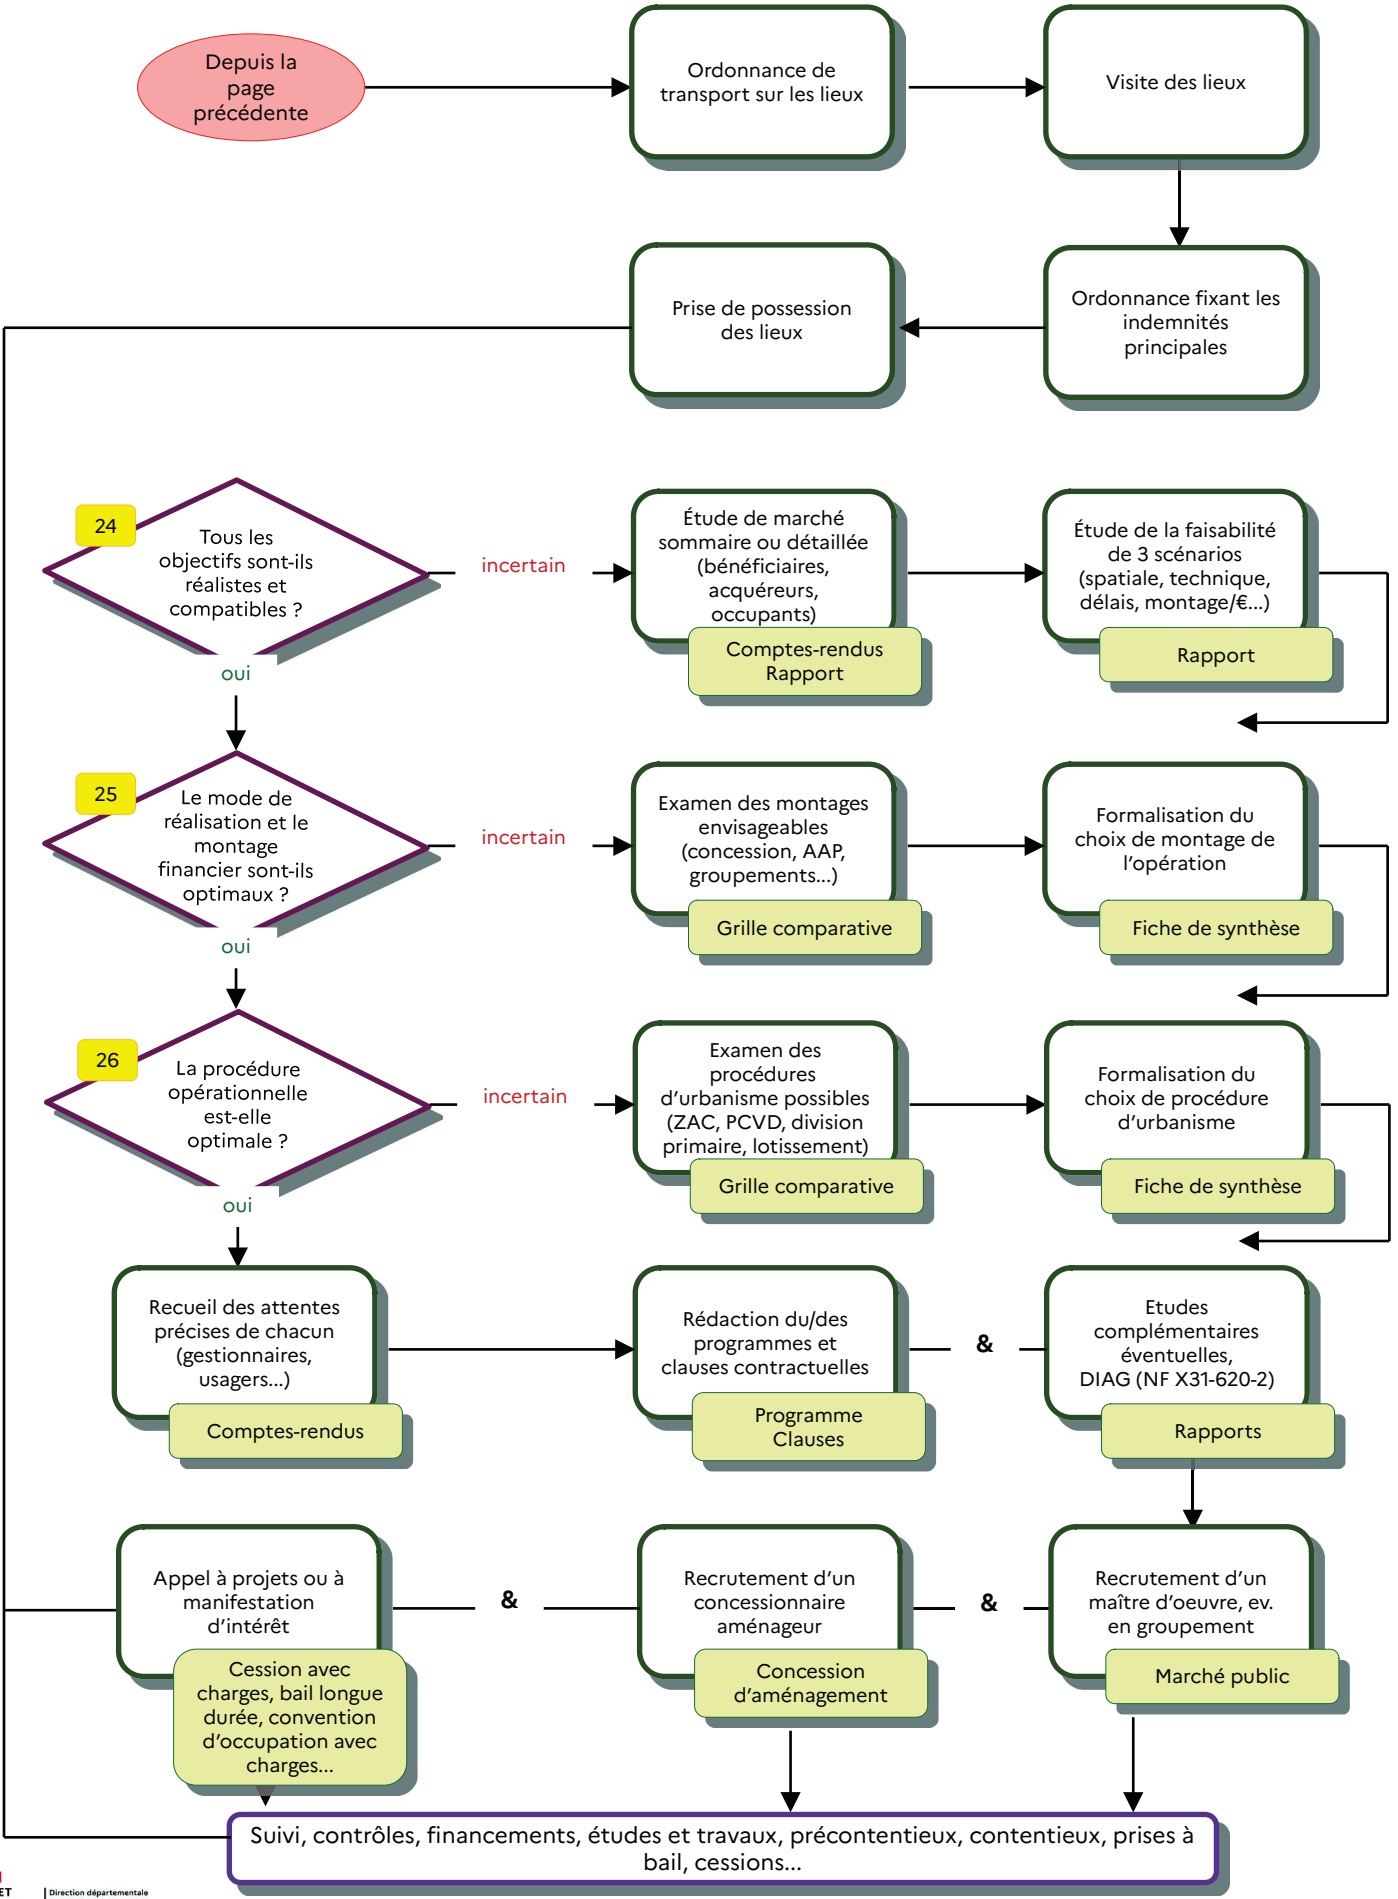 Depuis la
page
précédente
Ordonnance de
transport sur les lieux
Visite des lieux
Prise de possession
des lieux
Ordonnance fixant les
indemnités
principales
24
Tous les
objectifs sont-ils
réalistes et
compatibles ?
incertain
Étude de marché
sommaire ou détaillée
(bénéficiaires,
acquéreurs,
occupants)
Comptes-rendus
Rapport
Étude de la faisabilité
de 3 scénarios
(spatiale, technique,
délais, montage/€...)
Rapport
oui
25
Le mode de
réalisation et le
montage
financier sont-ils
optimaux ?
incertain
Examen des montages
envisageables
(concession, AAP,
groupements...)
Grille comparative
Formalisation du
choix de montage de
l'opération
Fiche de synthèse
oui
26
La procédure
opérationnelle
est-elle
optimale ?
incertain
Examen des
procédures
d'urbanisme possibles
(ZAC, PCVD, division
primaire, lotissement)
Grille comparative
Formalisation du
choix de procédure
d'urbanisme
Fiche de synthèse
oui
Recueil des attentes
précises de chacun
(gestionnaires,
usagers...)
Comptes-rendus
Rédaction du/des
programmes et
clauses contractuelles
Programme
Clauses
&
Etudes
complémentaires
éventuelles,
DIAG (NF X31-620-2)
Rapports
Appel à projets ou à
manifestation
d'intérêt
Cession avec
charges, bail longue
durée, convention
d'occupation avec
charges...
&
Recrutement d'un
concessionnaire
aménageur
Concession
d'aménagement
&
Recrutement d'un
maître d'oeuvre, ev.
en groupement
Marché public
Suivi, contrôles, financements, études et travaux, précontentieux, contentieux, prises à
bail, cessions...
Direction départementale